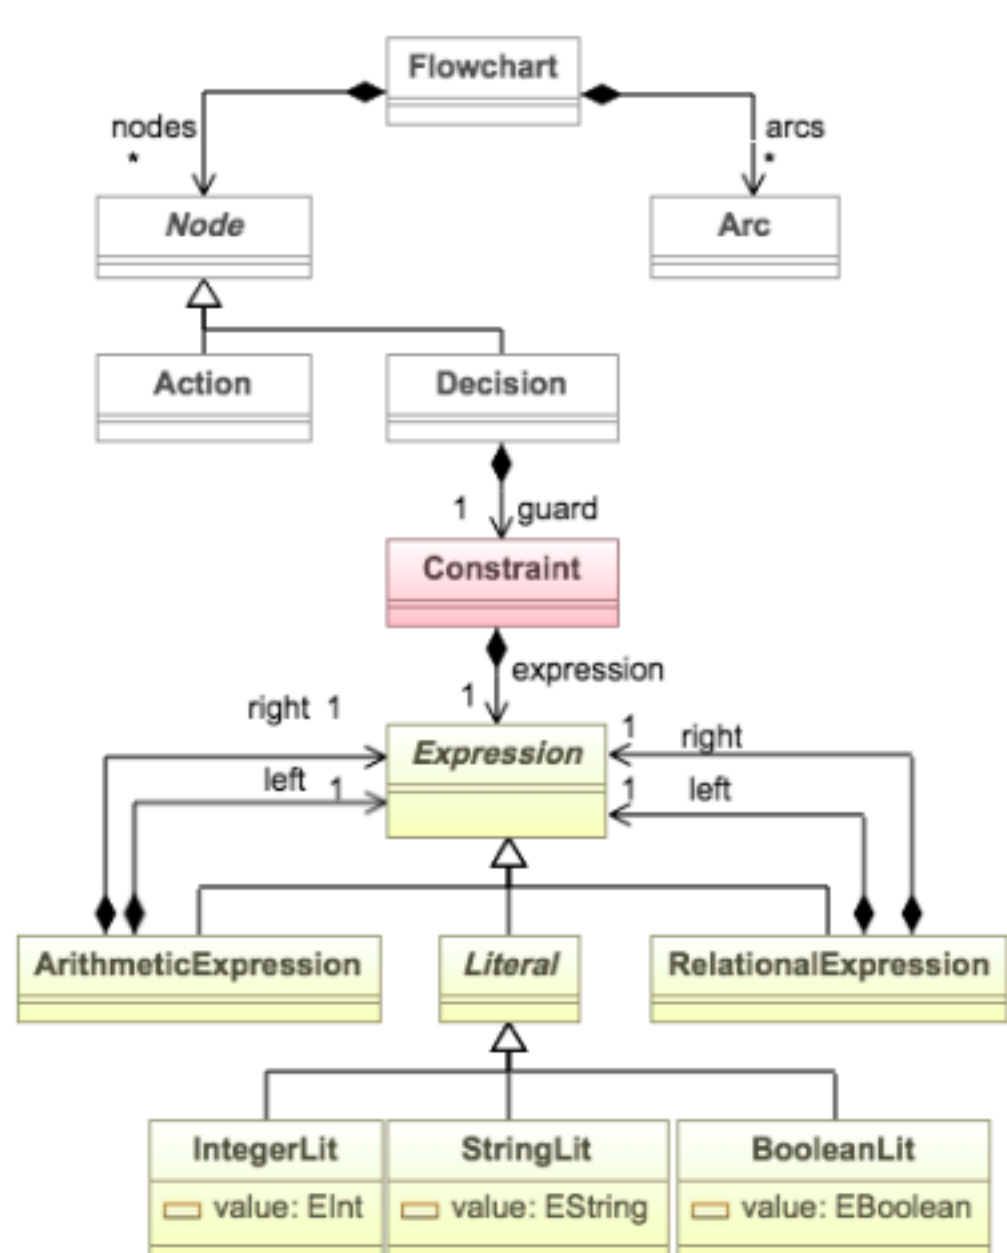 Flowchart
nodes
*
arcs
*
Node
Arc
Action
Decision
1 guard
Constraint
expression
1
right 1
left 1
1 right
1 left
Expression
ArithmeticExpression
Literal
RelationalExpression
IntegerLit
value: EInt
StringLit
value: EString
BooleanLit
value: EBoolean